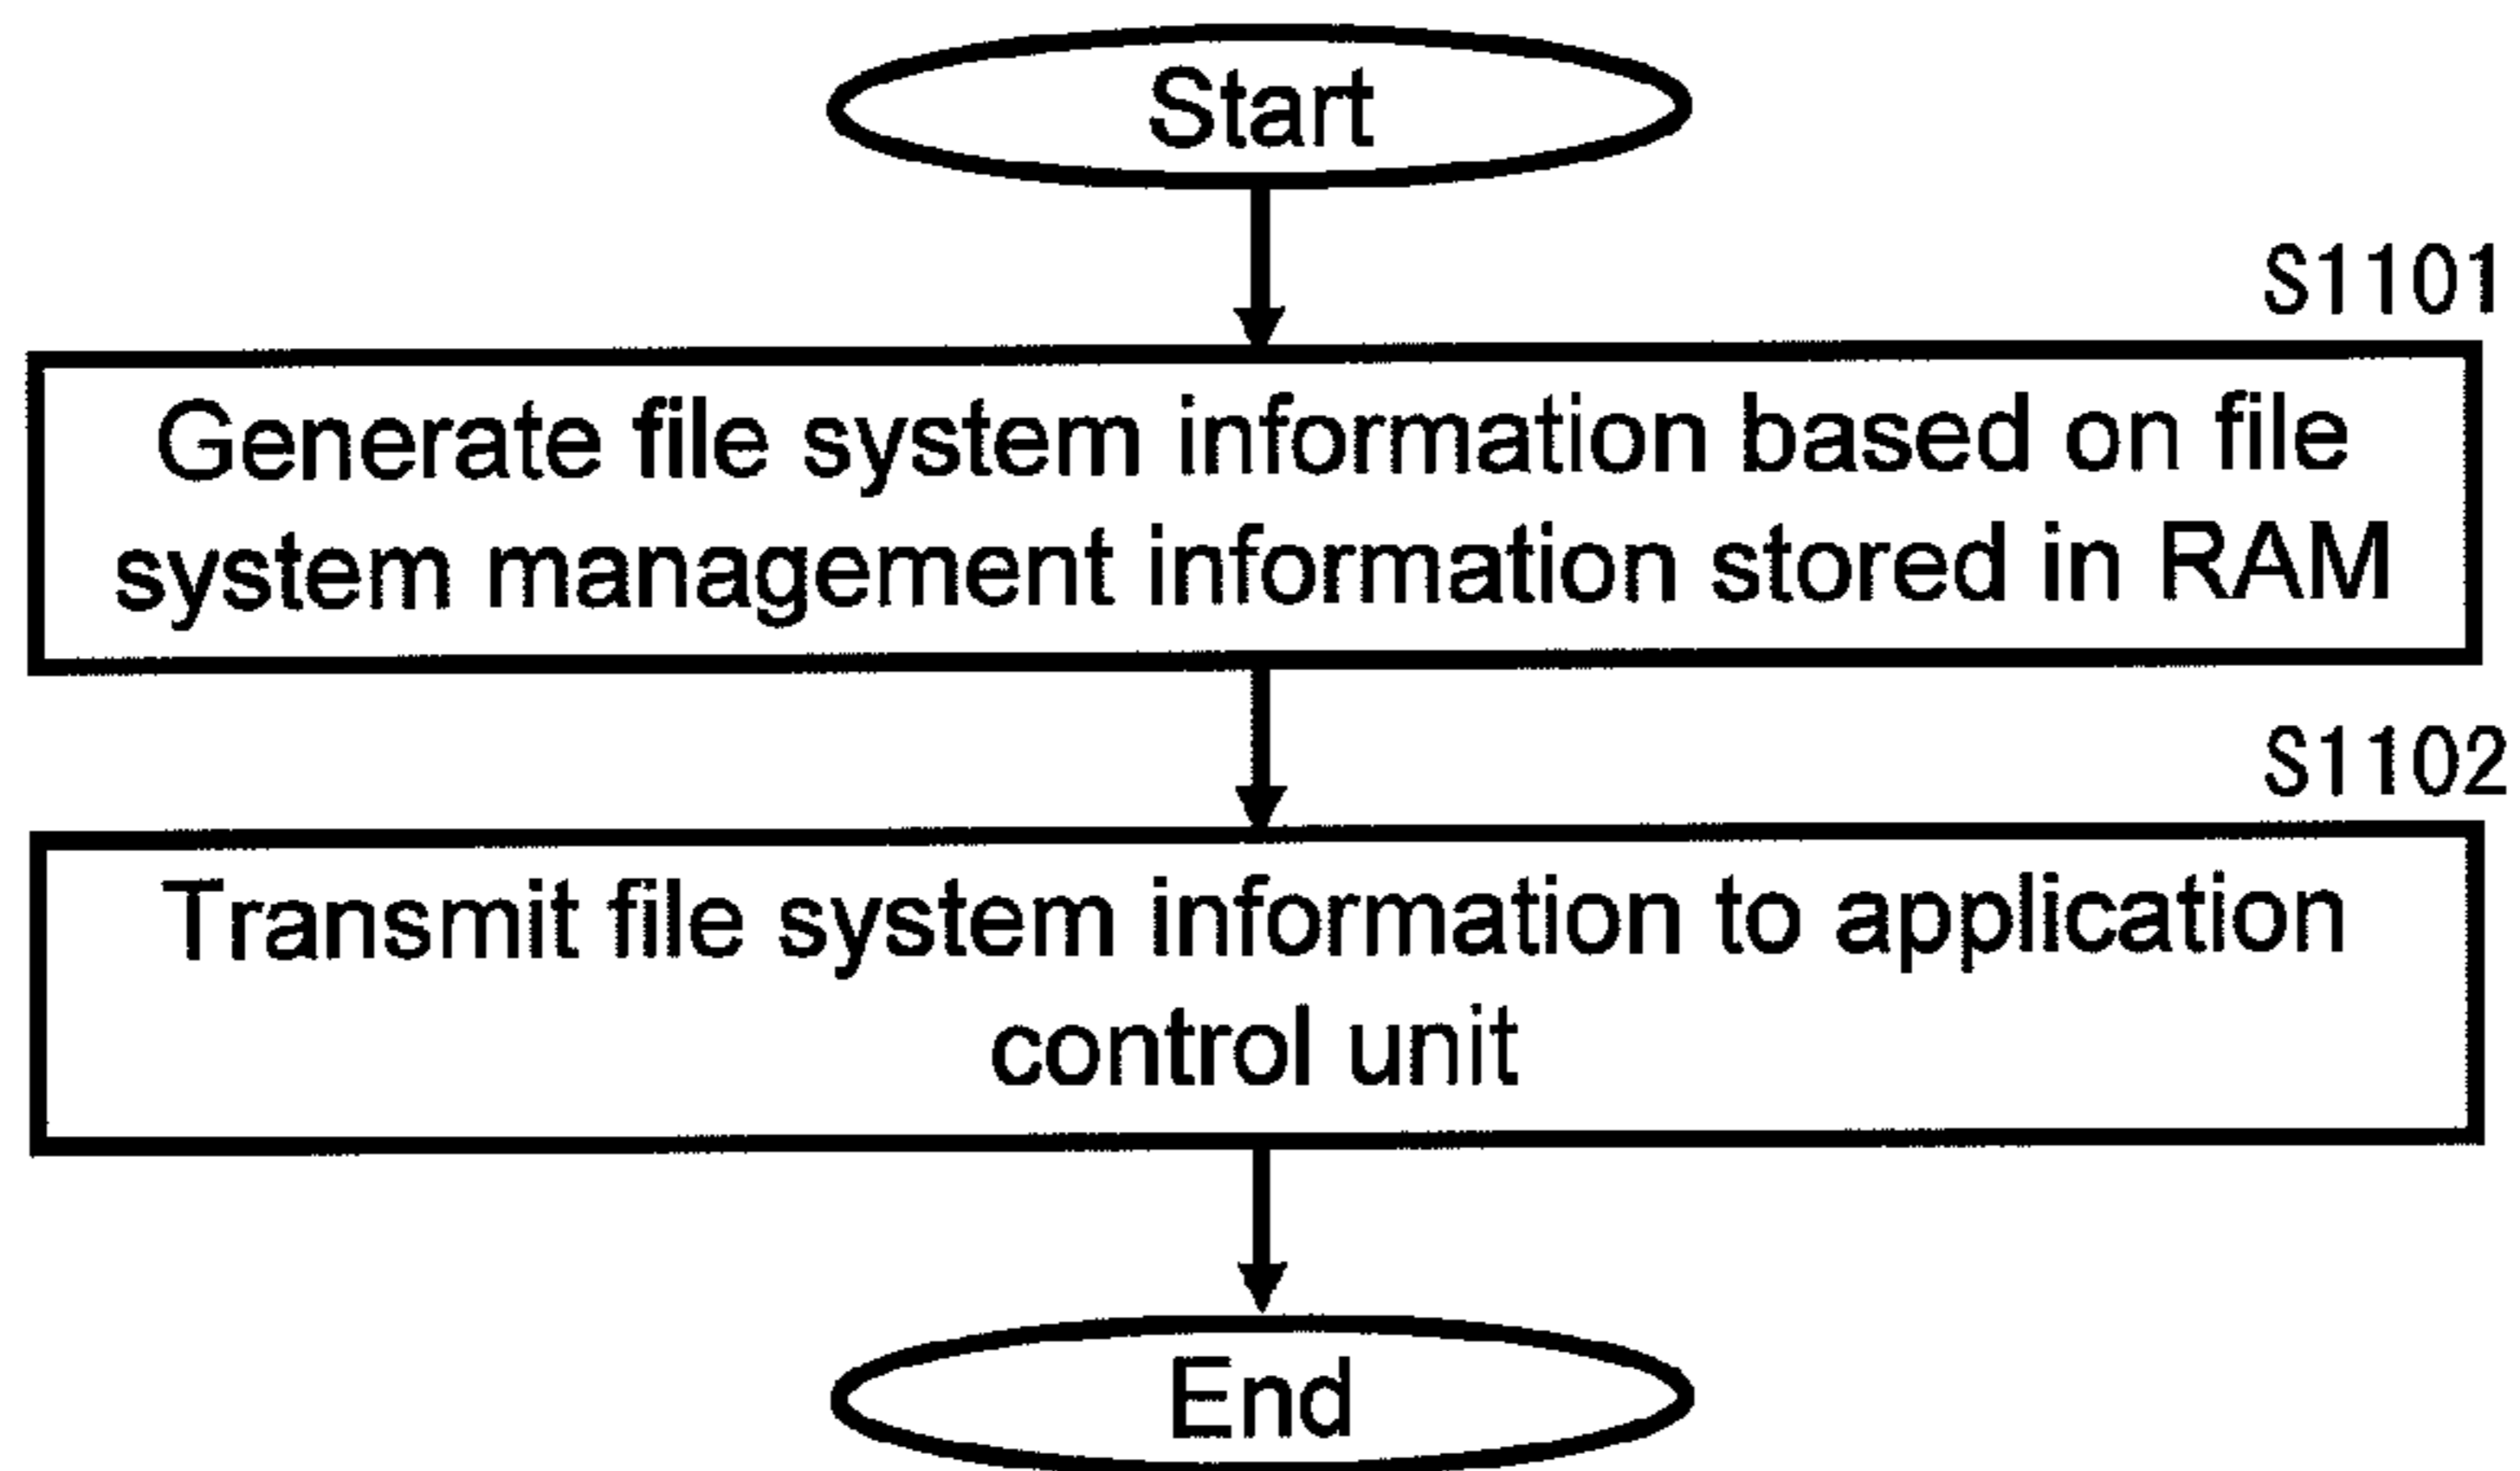 Start
S1101
Generate file system information based on file
system management information stored in RAM
S1102
Transmit file system information to application
control unit
End